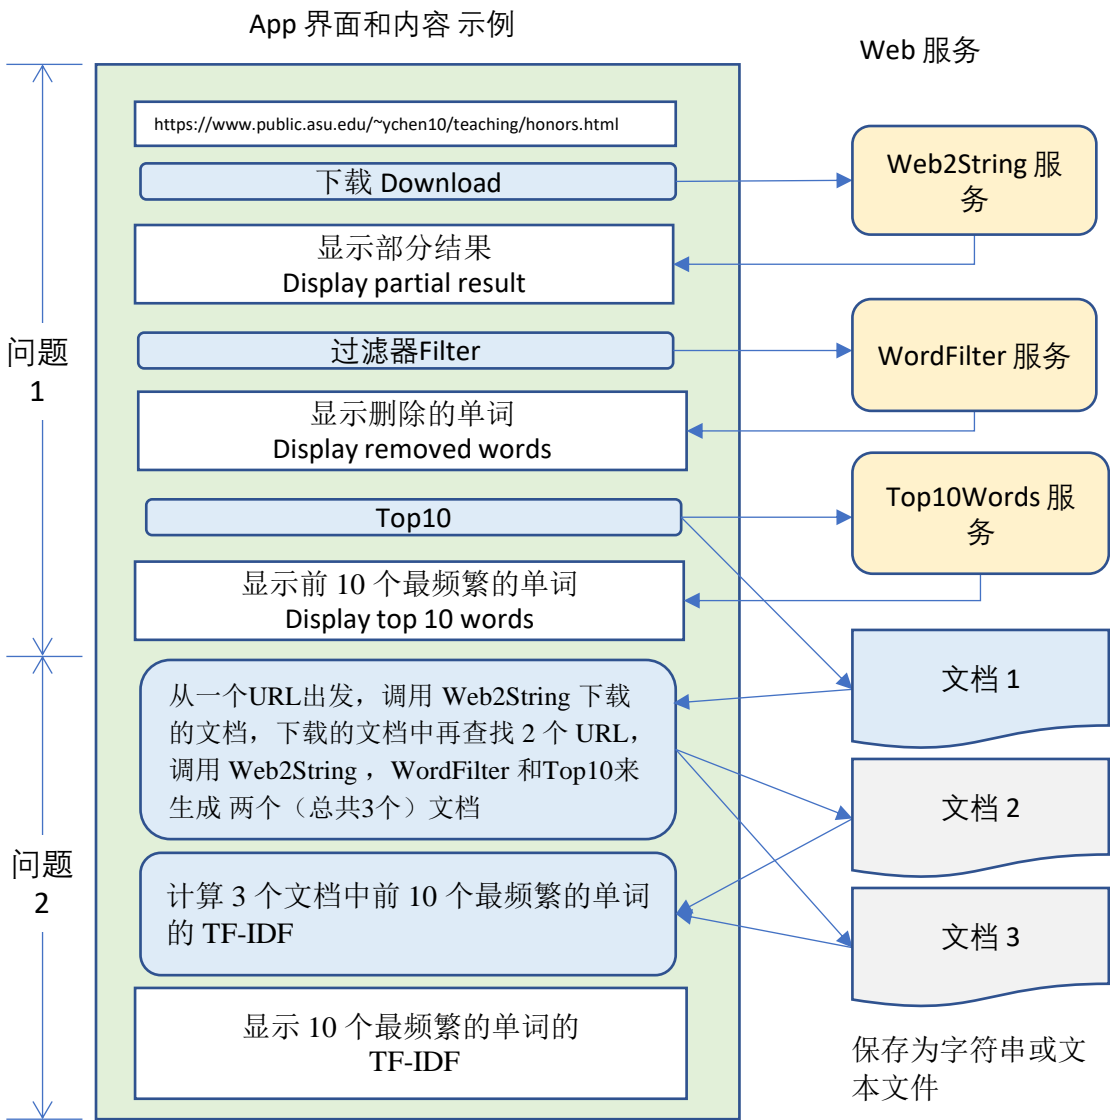 App 界面和内容 示例
Web 服务
https://www.public.asu.edu/~ychen10/teaching/honors.html
下载 Download
Web2String 服
务
显示部分结果
Display partial result
问题
1
过滤器Filter
WordFilter 服务
显示删除的单词
Display removed words
Top10
Top10Words 服
务
显示前 10 个最频繁的单词
Display top 10 words
从一个URL出发，调用 Web2String 下载
的文档，下载的文档中再查找 2 个 URL，
调用 Web2String ，WordFilter 和Top10来
生成 两个（总共3个）文档
文档 1
文档 2
问题
2
计算 3 个文档中前 10 个最频繁的单词
的 TF-IDF
文档 3
显示 10 个最频繁的单词的
TF-IDF
保存为字符串或文
本文件